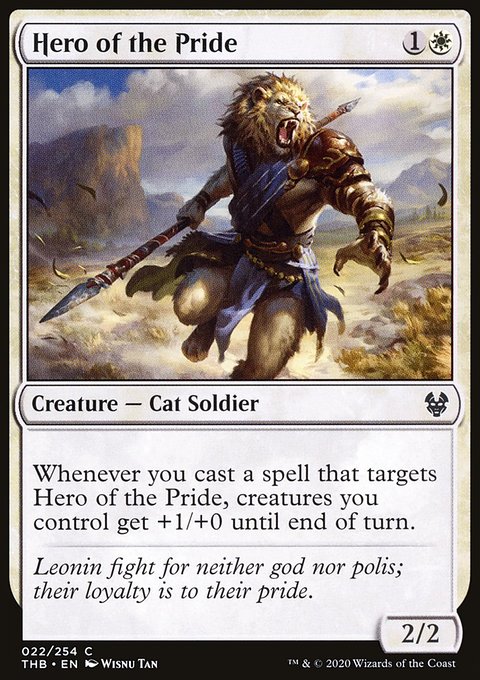 Hero of the Pride 1
Creature — Cat Soldier
Whenever you cast a spell that targets
Hero of the Pride, creatures you
control get +1/+0 until end of turn.
Leonin fight for neither god nor polis;
their loyalty is to their pride.
2/2
022/254 C
THB • EN Wisnu Tan
™ & © 2020 Wizards of the Coast